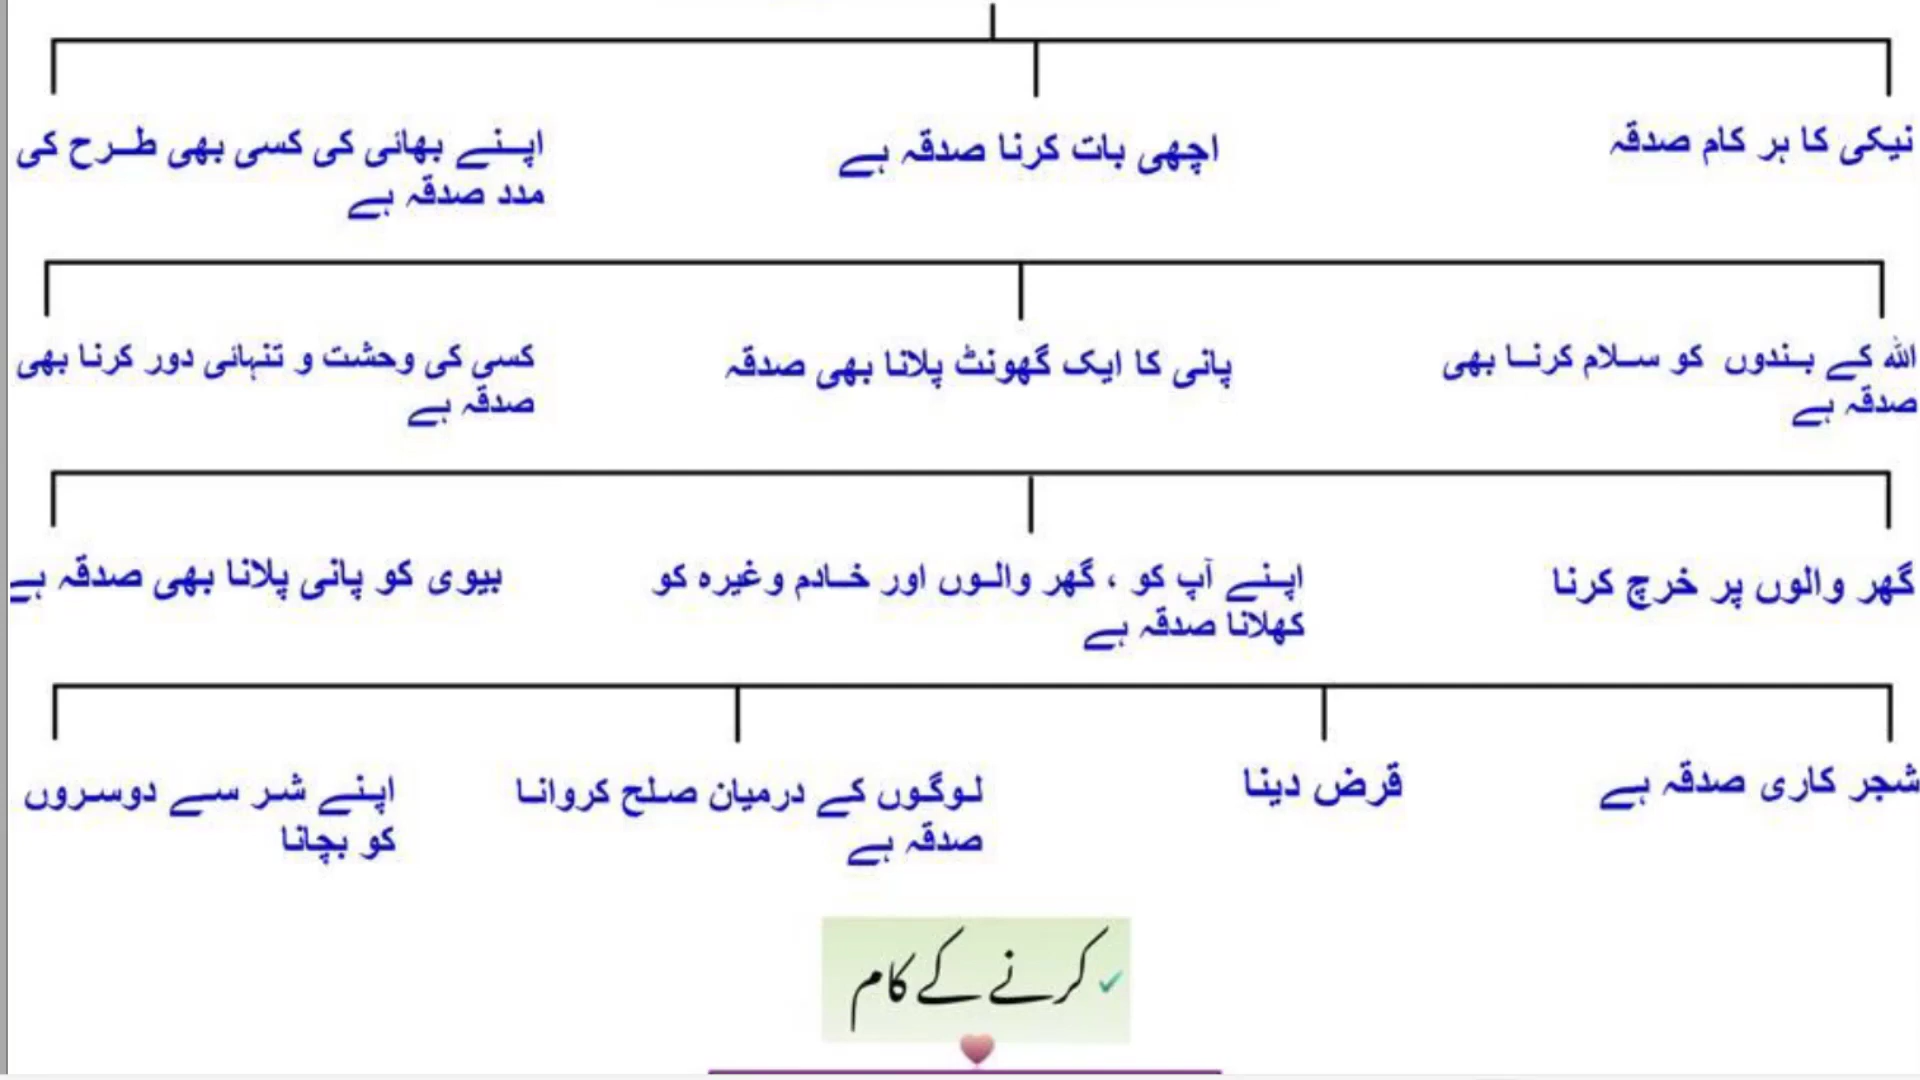 نیکی کا ہر کام صدقہ
اچھی بات کرنا صدقہ ہے
اپنے بھائی کی کسی بھی طرح کی
مدد صدقہ ہے
اللہ کے بندوں کو سلام کرنا بھی
صدقہ ہے
پانی کا ایک گھونٹ پلانا بھی صدقہ
کسی کی وحشت و تنہائی دور کرنا بھی
صدقہ ہے
گھر والوں پر خرچ کرنا
اپنے آپ کو ، گھر والوں اور خادم وغیرہ کو
کھلانا صدقہ ہے
بیوی کو پانی پلانا بھی صدقہ ہے
شجر کاری صدقہ ہے
قرض دینا
لوگوں کے درمیان صلح کروانا
صدقہ ہے
اپنے شر سے دوسروں
کو بچانا
کرنے کے کام